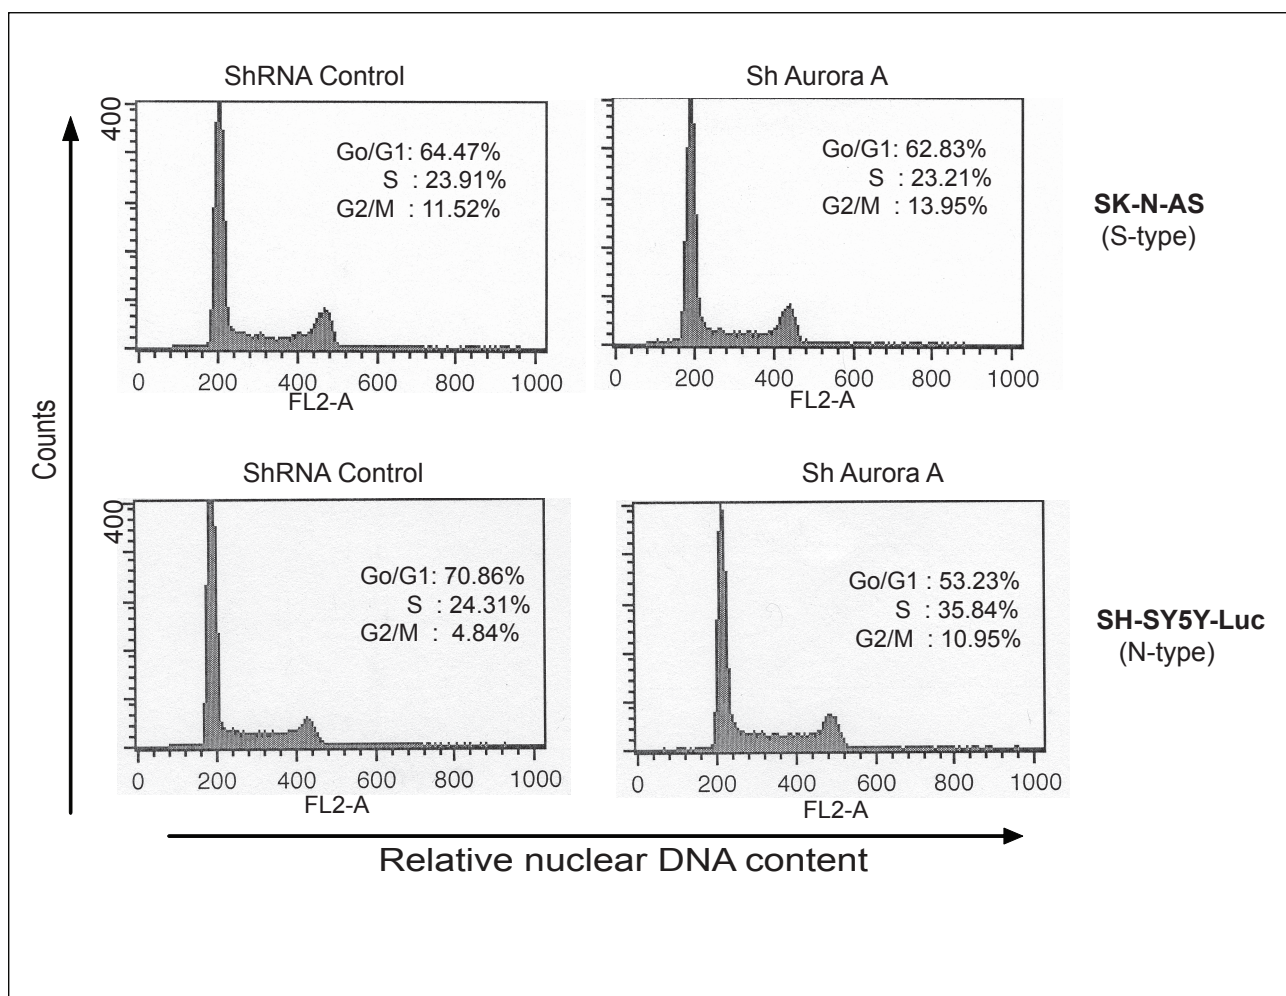 ShRNA Control
Sh Aurora A
400
Go/G1: 64.47%
S : 23.91%
G2/M : 11.52%
Go/G1: 62.83%
S : 23.21%
G2/M : 13.95%
SK-N-AS
(S-type)
0 200 400 600 800 1000
FL2-A
0 200 400 600 800 1000
FL2-A
Counts
ShRNA Control
Sh Aurora A
400
Go/G1: 70.86%
S : 24.31%
G2/M : 4.84%
Go/G1 : 53.23%
S : 35.84%
G2/M : 10.95%
SH-SY5Y-Luc
(N-type)
0 200 400 600 800 1000
FL2-A
0 200 400 600 800 1000
FL2-A
Relative nuclear DNA content